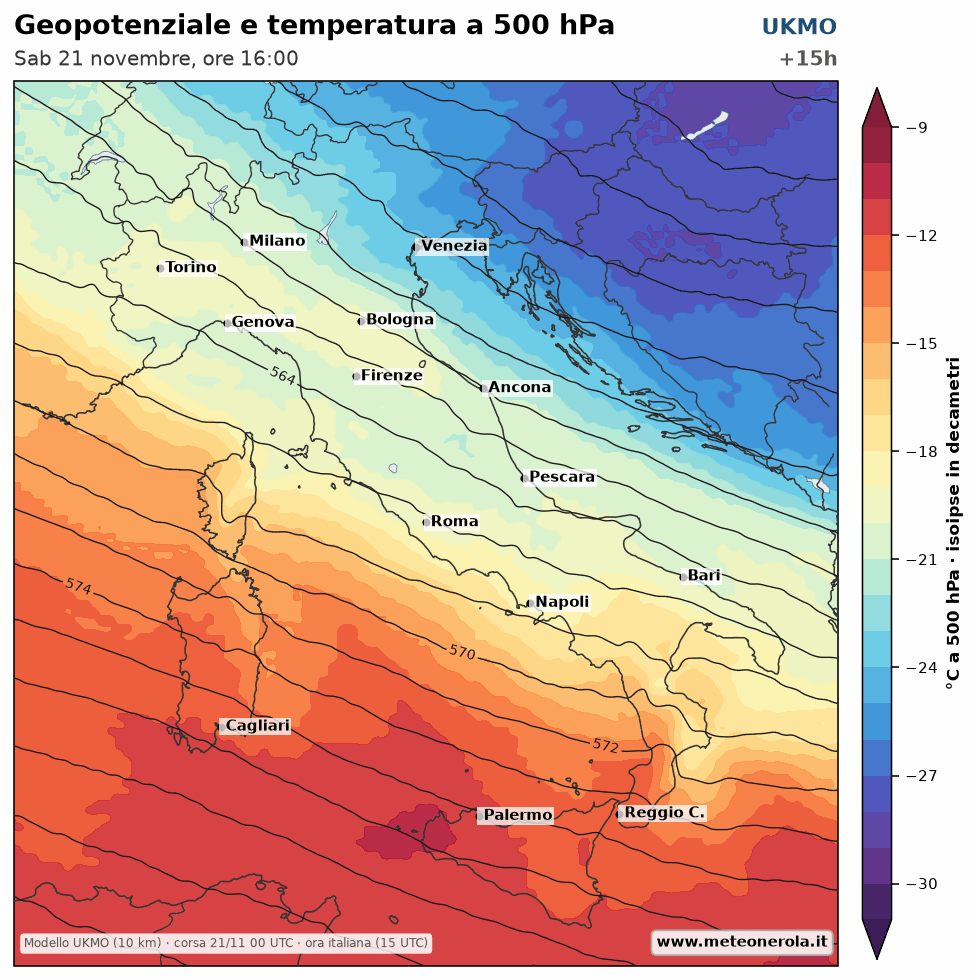 Geopotenziale e temperatura a 500 hPa
UKMO
Sab 21 novembre, ore 16:00
+15h
−9
−12
−15
−18
−21
−24
−27
−30
°C a 500 hPa · isoipse in decametri
Milano
Venezia
Torino
Genova
Bologna
564
Firenze
Ancona
Pescara
Roma
Bari
574
Napoli
570
Cagliari
572
Palermo
Reggio C.
Modello UKMO (10 km) · corsa 21/11 00 UTC · ora italiana (15 UTC)
www.meteonerola.it